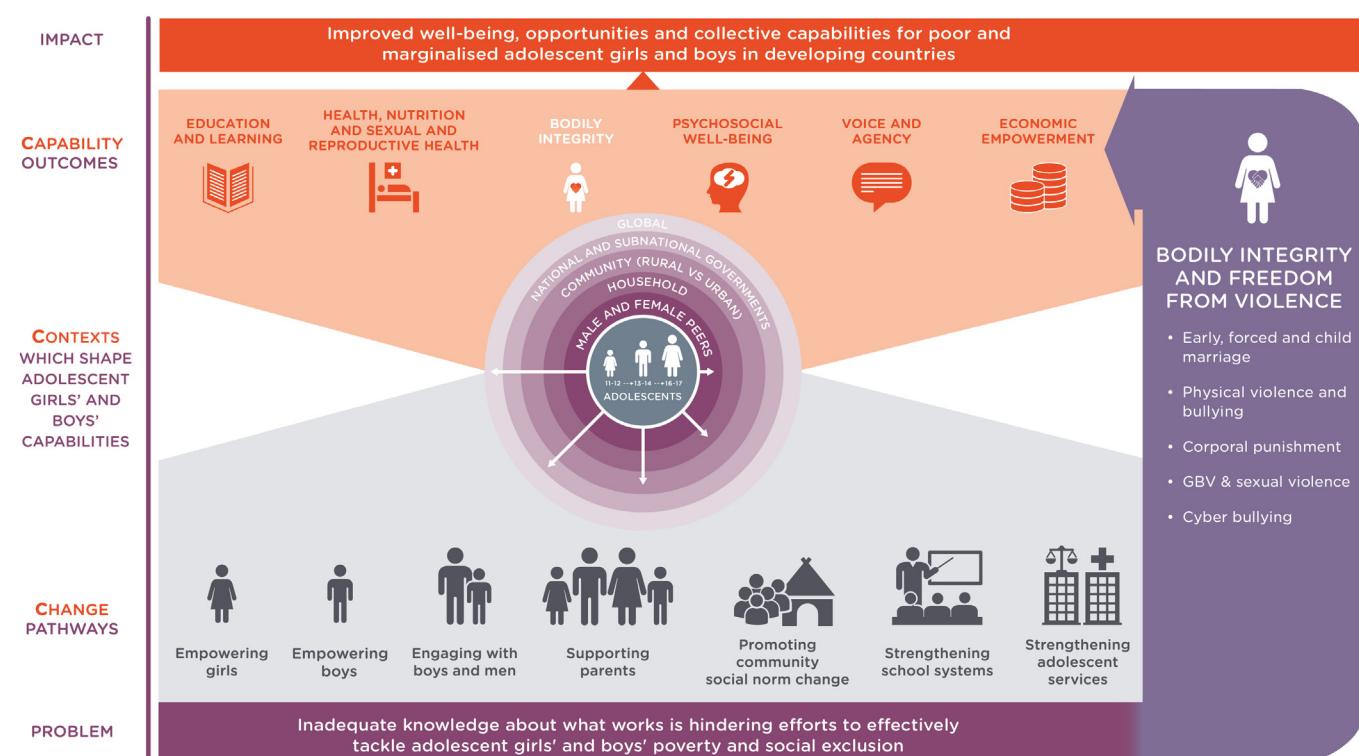 IMPACT
Improved well-being, opportunities and collective capabilities for poor and
marginalised adolescent girls and boys in developing countries
CAPABILITY
OUTCOMES
EDUCATION
AND LEARNING
HEALTH, NUTRITION
AND SEXUAL AND
REPRODUCTIVE HEALTH
BODILY
INTEGRITY
PSYCHOSOCIAL
WELL-BEING
VOICE AND
AGENCY
ECONOMIC
EMPOWERMENT
GLOBAL
NATIONAL AND SUBNATIONAL GOVERNMENTS
COMMUNITY (RURAL VS URBAN)
HOUSEHOLD
MALE AND FEMALE PEERS
11-12 --+13-14 --+16-17
ADOLESCENTS
CONTEXTS
WHICH SHAPE
ADOLESCENT
GIRLS’ AND
BOYS’
CAPABILITIES
CHANGE
PATHWAYS
Empowering
girls
Empowering
boys
Engaging with
boys and men
Supporting
parents
Promoting
community
social norm change
Strengthening
school systems
Strengthening
adolescent
services
PROBLEM
Inadequate knowledge about what works is hindering efforts to effectively
tackle adolescent girls' and boys' poverty and social exclusion
BODILY INTEGRITY
AND FREEDOM
FROM VIOLENCE
• Early, forced and child
marriage
• Physical violence and
bullying
• Corporal punishment
• GBV & sexual violence
• Cyber bullying